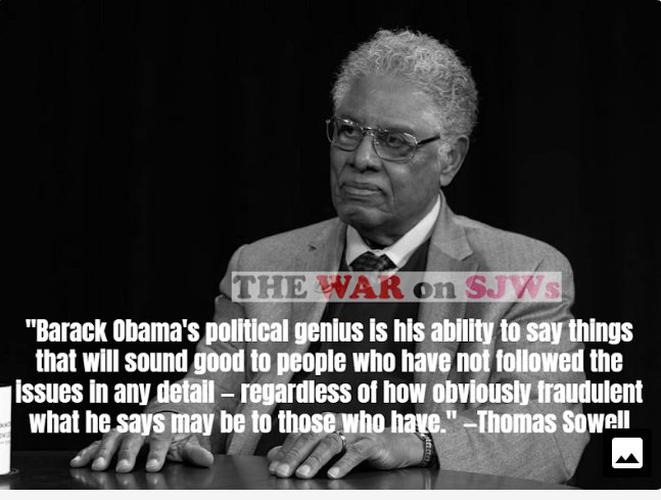 THE WAR on SJWs
"Barack Obama's political genius is his ability to say things
that will sound good to people who have not followed the
issues in any detail – regardless of how obviously fraudulent
what he says may be to those who have." –Thomas Sowell